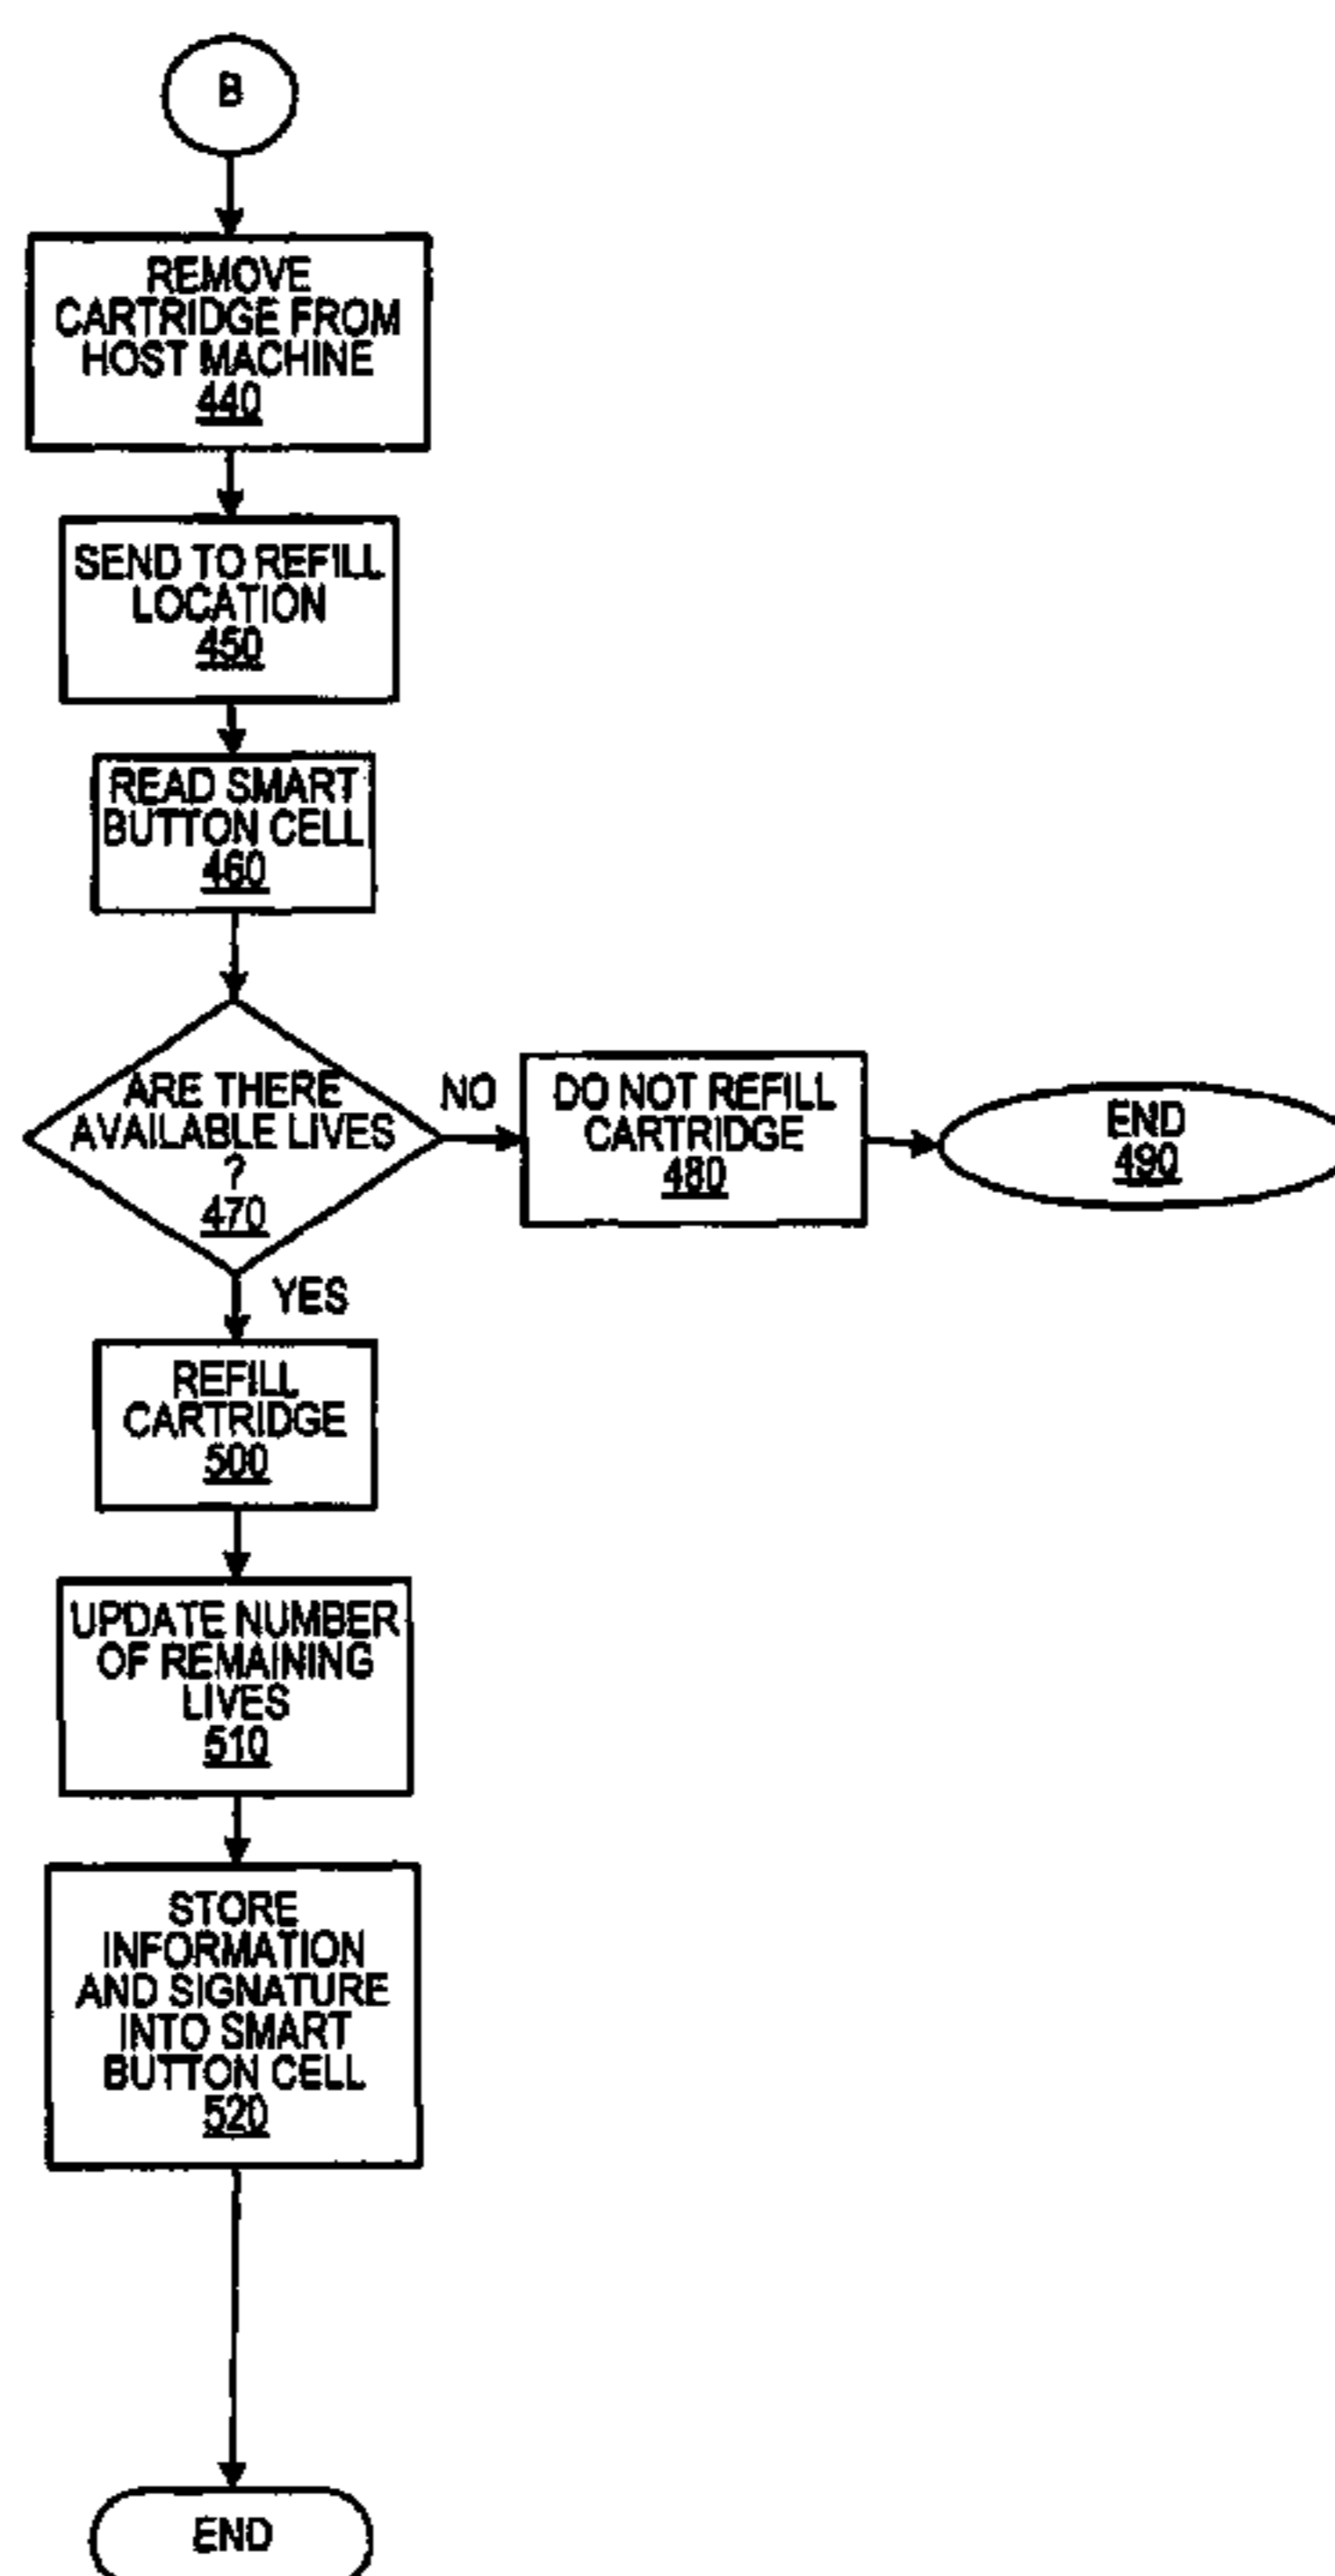 B
REMOVE
CARTRIDGE FROM
HOST MACHINE
440
SEND TO REFILL
LOCATION
450
READ SMART
BUTTON CELL
460
ARE THERE
AVAILABLE LIVES
?
470
NO
DO NOT REFILL
CARTRIDGE
480
END
490
YES
REFILL
CARTRIDGE
500
UPDATE NUMBER
OF REMAINING
LIVES
510
STORE
INFORMATION
AND SIGNATURE
INTO SMART
BUTTON CELL
520
END